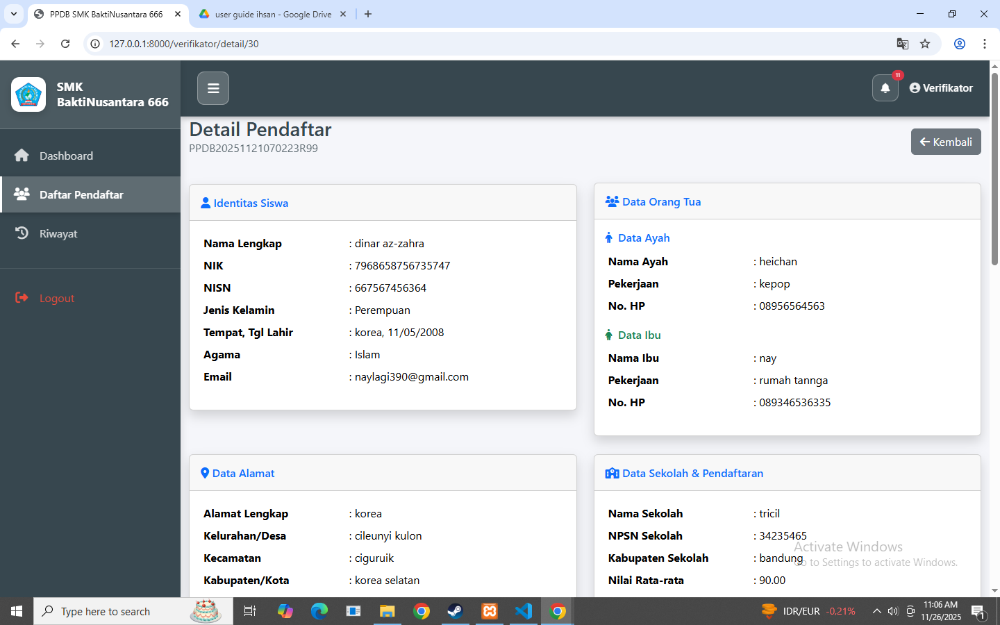 PPDB SMK BaktiNusantara 666
user guide ihsan - Google Drive
127.0.0.1:8000/verifikator/detail/30
SMK
BaktiNusantara 666
11
Verifikator
Dashboard
Daftar Pendaftar
Riwayat
Logout
Detail Pendaftar
PPDB20251121070223R99
Kembali
Identitas Siswa
Nama Lengkap : dinar az-zahra
NIK : 7968658756735747
NISN : 667567456364
Jenis Kelamin : Perempuan
Tempat, Tgl Lahir : korea, 11/05/2008
Agama : Islam
Email : naylagi390@gmail.com
Data Orang Tua
Data Ayah
Nama Ayah : heichan
Pekerjaan : kepop
No. HP : 08956564563
Data Ibu
Nama Ibu : nay
Pekerjaan : rumah tannga
No. HP : 089346536335
Data Alamat
Alamat Lengkap : korea
Kelurahan/Desa : cileunyi kulon
Kecamatan : ciguruik
Kabupaten/Kota : korea selatan
Data Sekolah & Pendaftaran
Nama Sekolah : tricil
NPSN Sekolah : 34235465
Kabupaten Sekolah : bandung
Nilai Rata-rata : 90.00
Activate Windows
Go to Settings to activate Windows.
Type here to search
IDR/EUR -0.21%
11:06 AM
11/26/2025
1